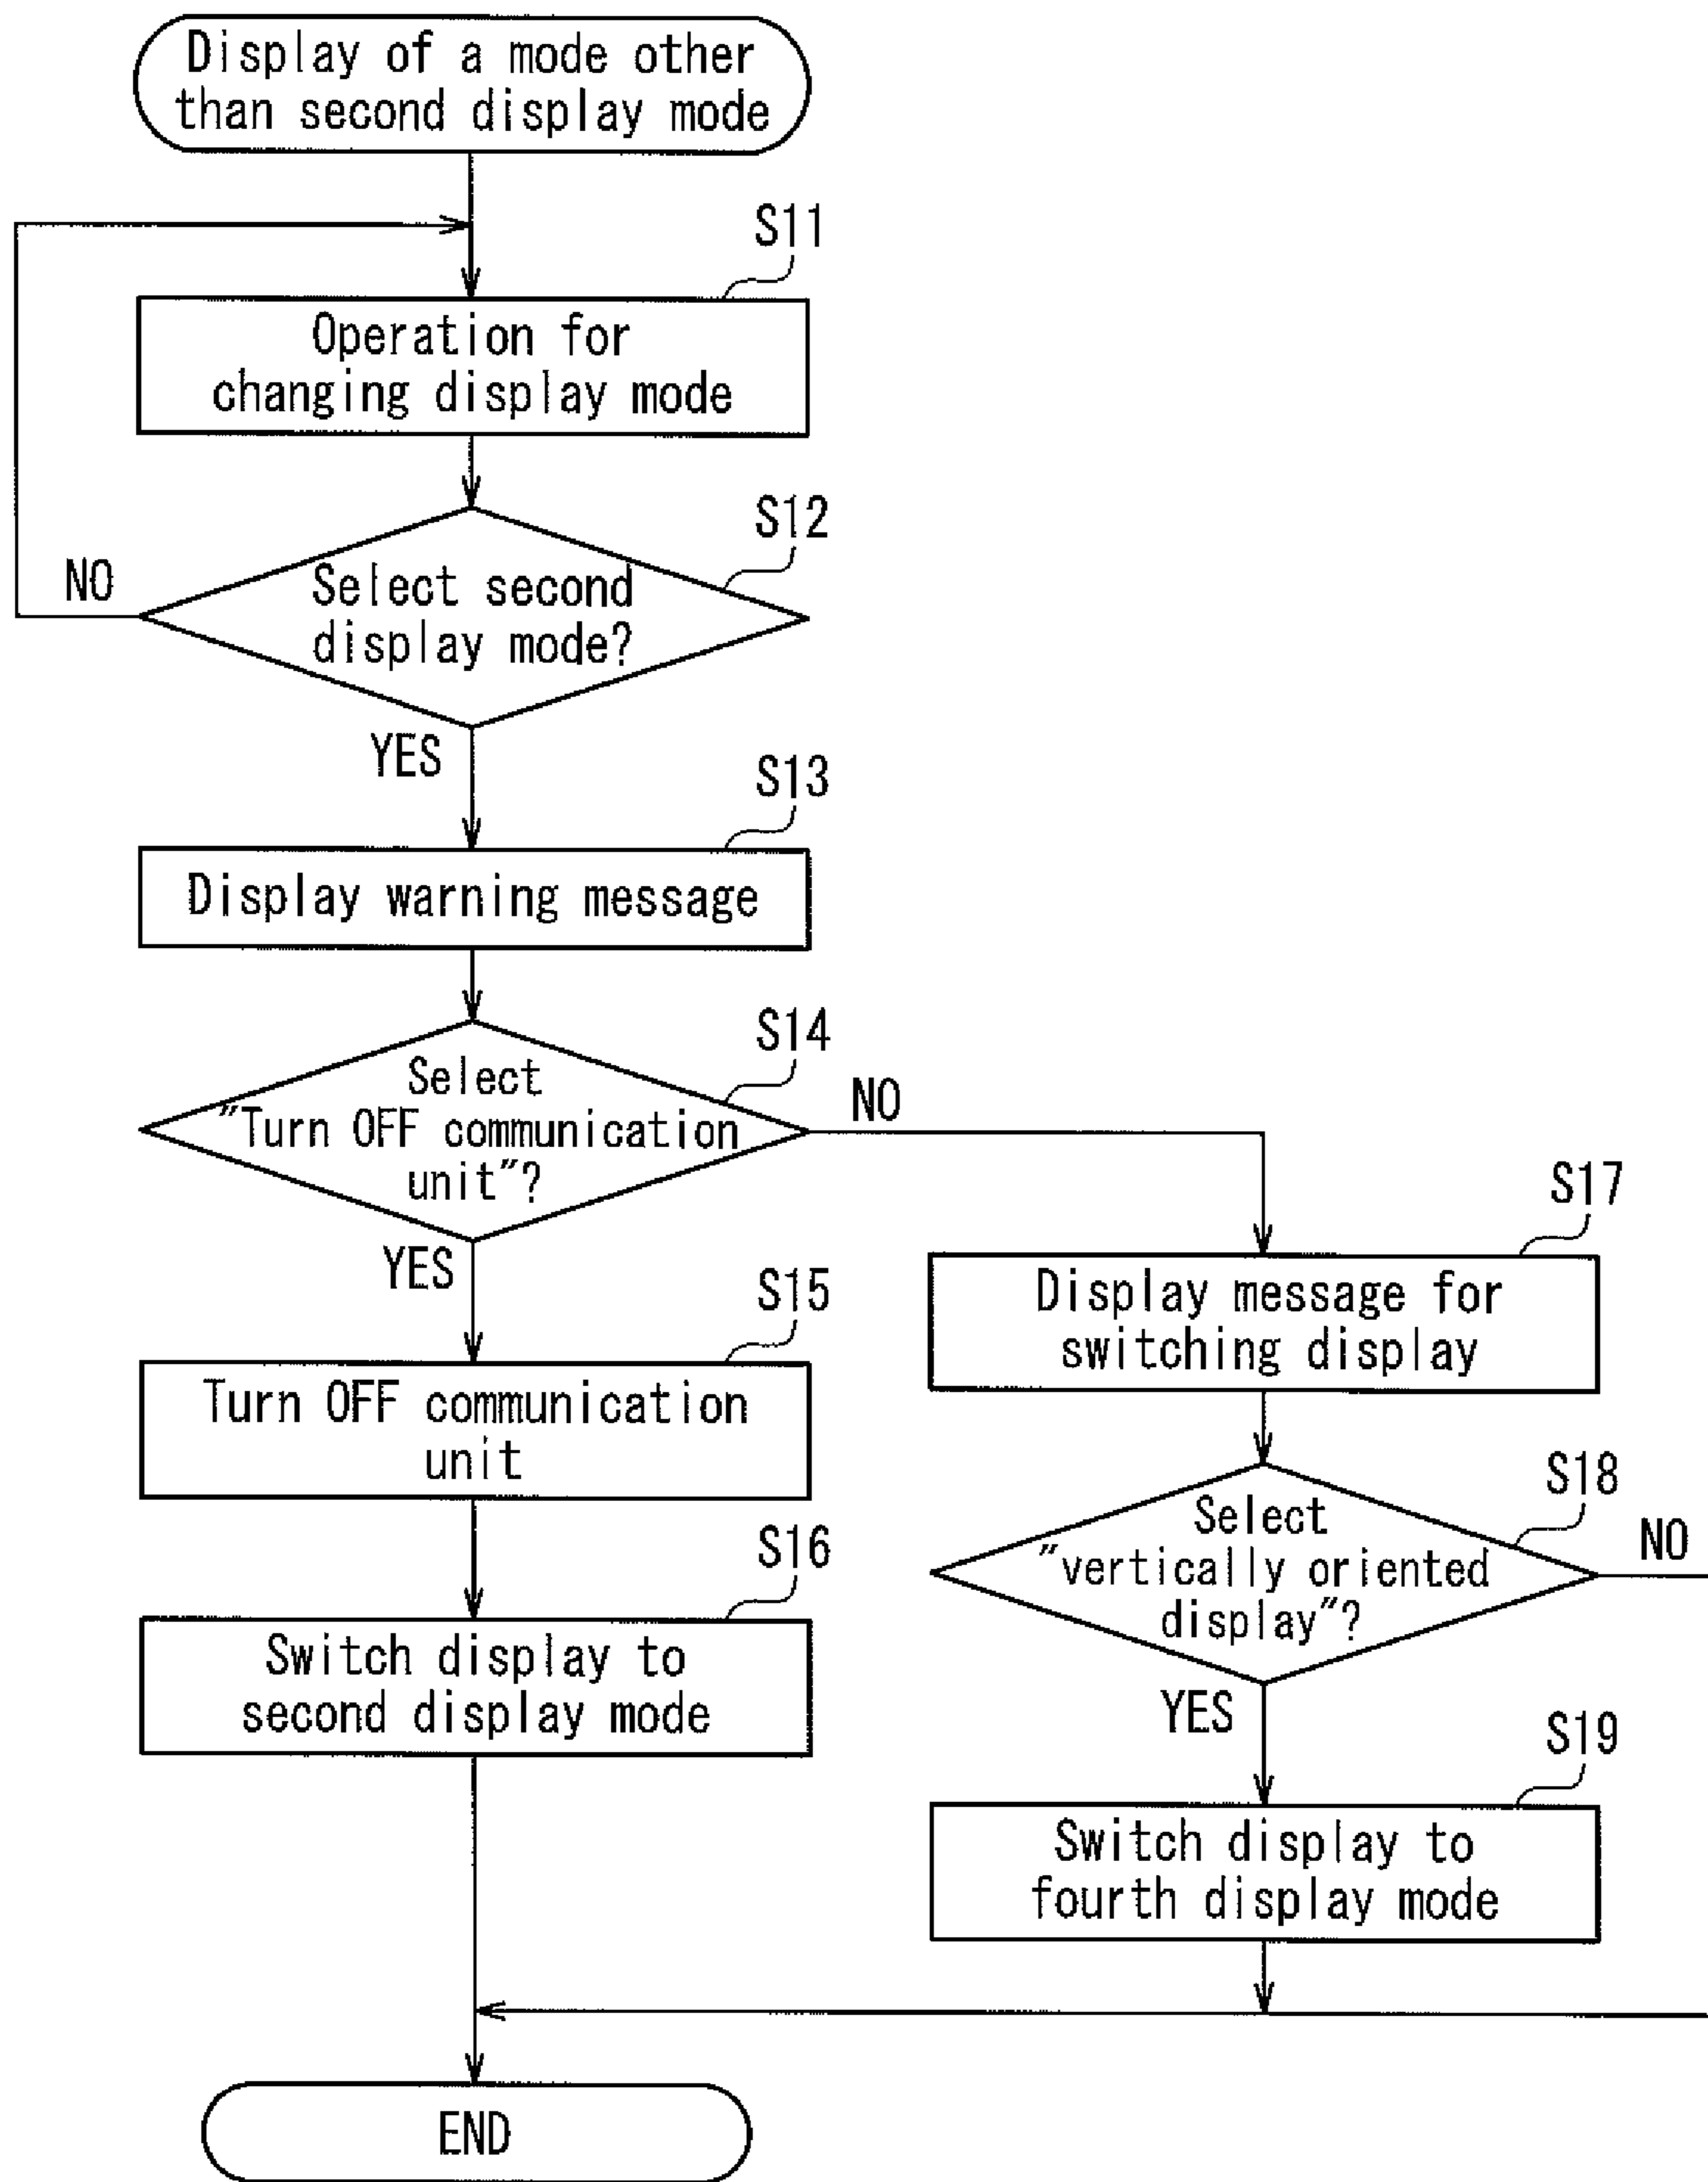 Display of a mode other
than second display mode
S11
Operation for
changing display mode
S12
NO
Select second
display mode?
YES
S13
Display warning message
S14
Select
"Turn OFF communication
unit"?
NO
YES
S15
Turn OFF communication
unit
S16
Switch display to
second display mode
S17
Display message for
switching display
S18
Select
"vertically oriented
display"?
NO
YES
S19
Switch display to
fourth display mode
END